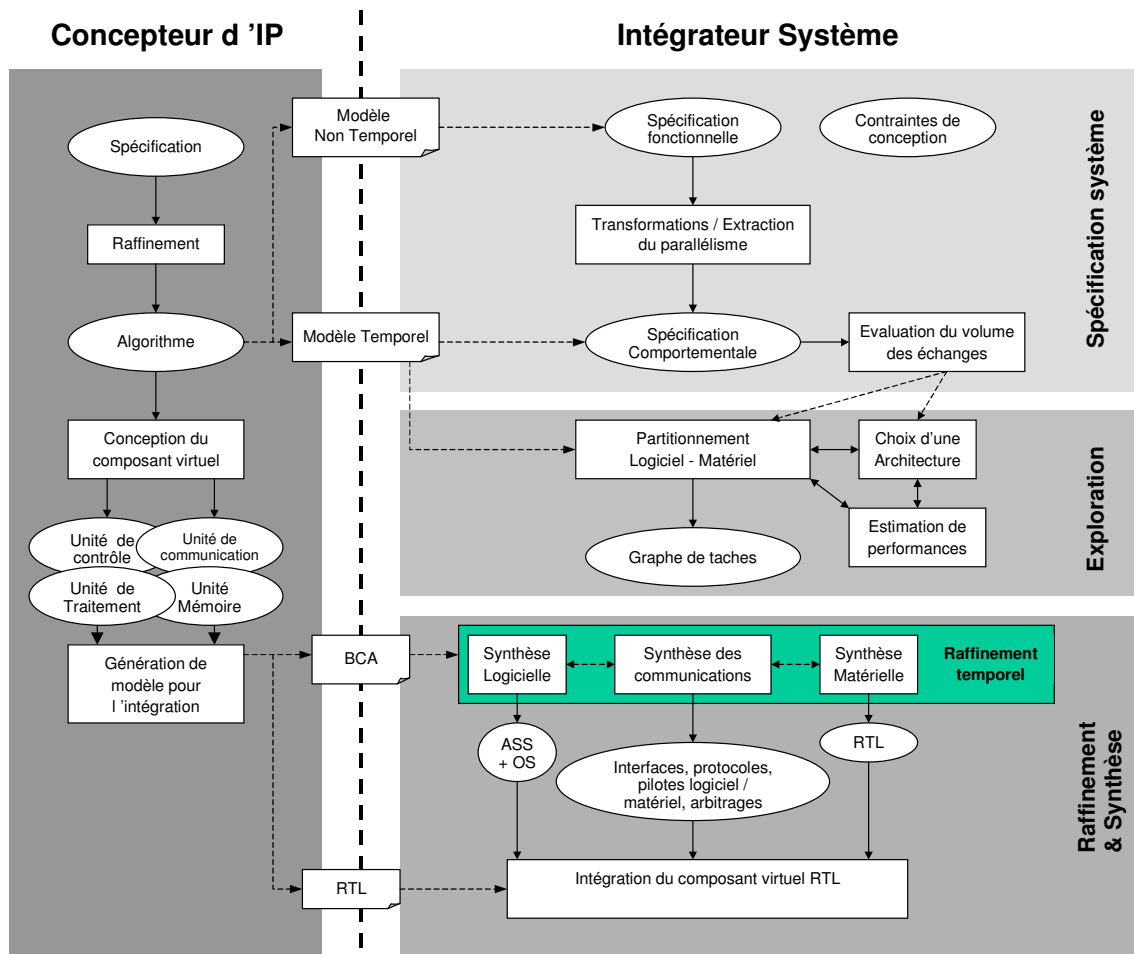 Concepteur d 'IP
Intégrateur Système
Spécification
Raffinement
Algorithme
Conception du
composant virtuel
Unité de
contrôle
Unité de
communication
Unité de
Traitement
Unité
Mémoire
Génération de
modèle pour
l 'intégration
Modèle
Non Temporel
Modèle Temporel
BCA
RTL
Spécification
fonctionnelle
Contraintes de
conception
Transformations / Extraction
du parallélisme
Spécification
Comportementale
Evaluation du volume
des échanges
Spécification système
Partitionnement
Logiciel - Matériel
Choix d'une
Architecture
Estimation de
performances
Graphe de taches
Exploration
Synthèse
Logicielle
Synthèse des
communications
Synthèse
Matérielle
Raffinement
temporel
ASS
+ OS
Interfaces, protocoles,
pilotes logiciel /
matériel, arbitrages
RTL
Intégration du composant virtuel RTL
Raffinement
& Synthèse